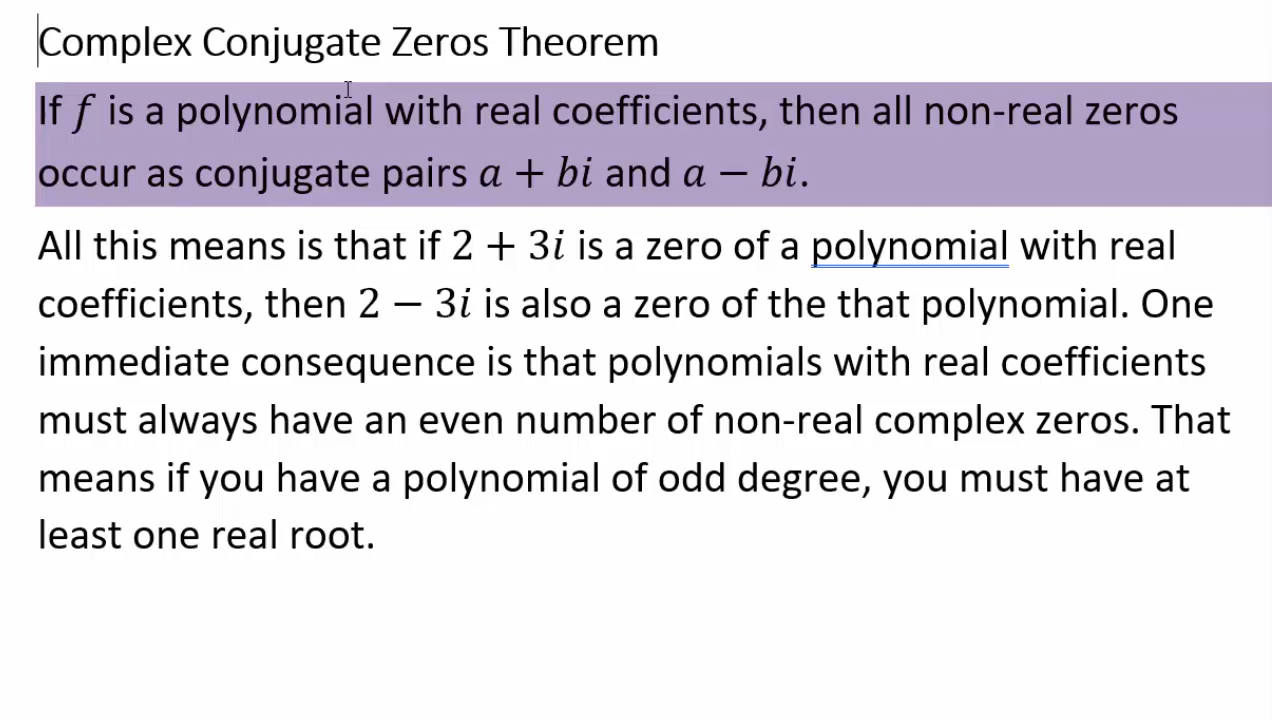 Complex Conjugate Zeros Theorem
If f is a polynomial with real coefficients, then all non-real zeros
occur as conjugate pairs a + bi and a − bi.
All this means is that if 2 + 3i is a zero of a polynomial with real
coefficients, then 2 − 3i is also a zero of the that polynomial. One
immediate consequence is that polynomials with real coefficients
must always have an even number of non-real complex zeros. That
means if you have a polynomial of odd degree, you must have at
least one real root.